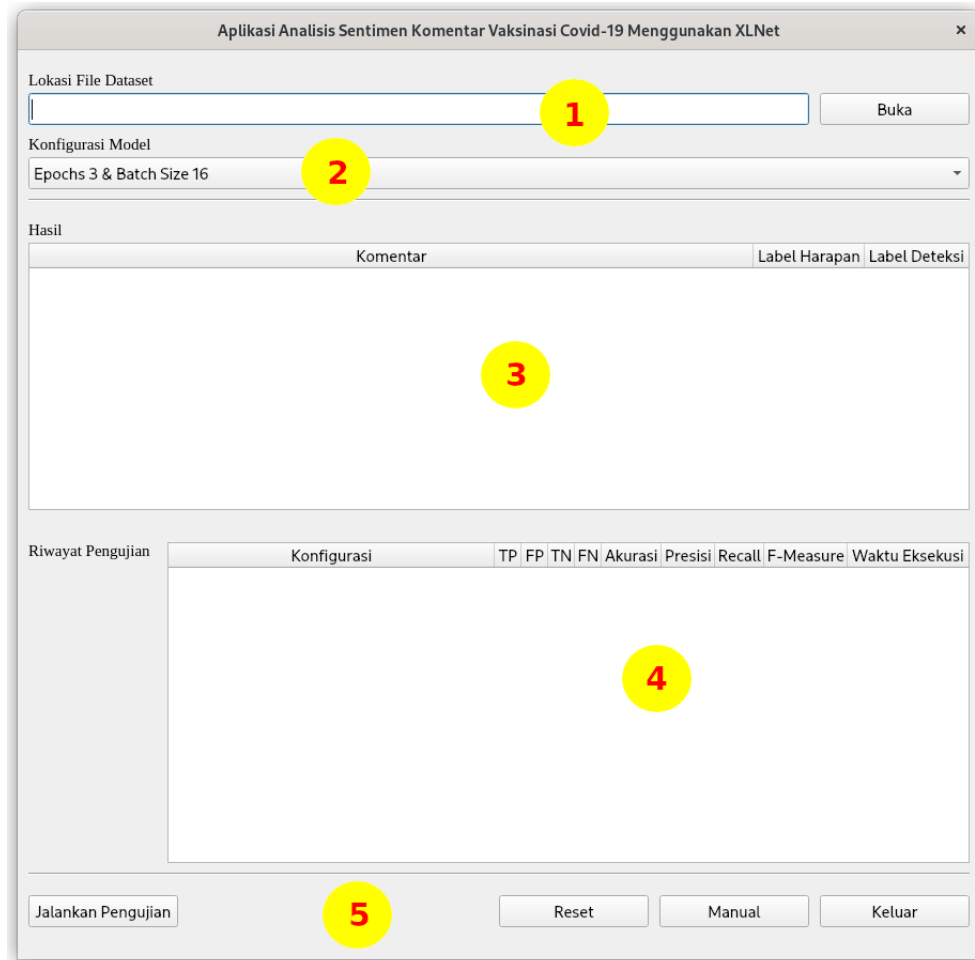 Aplikasi Analisis Sentimen Komentar Vaksinasi Covid-19 Menggunakan XLNet ×
Lokasi File Dataset
1 Buka
Konfigurasi Model
Epochs 3 & Batch Size 16 2
Hasil
Komentar Label Harapan Label Deteksi
3
Riwayat Pengujian Konfigurasi TP FP TN FN Akurasi Presisi Recall F-Measure Waktu Eksekusi
4
Jalankan Pengujian 5 Reset Manual Keluar